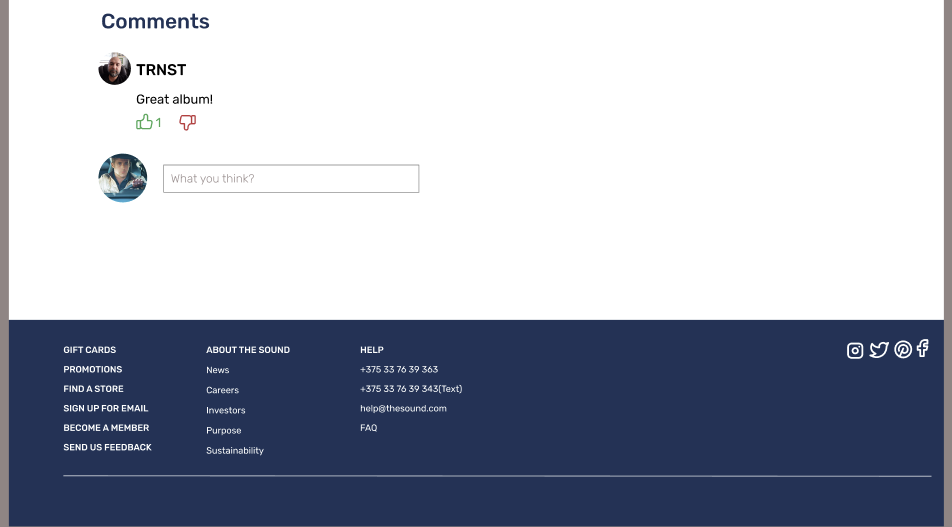 Comments
TRNST
Great album!
1
What you think?
GIFT CARDS
PROMOTIONS
FIND A STORE
SIGN UP FOR EMAIL
BECOME A MEMBER
SEND US FEEDBACK
ABOUT THE SOUND
News
Careers
Investors
Purpose
Sustainability
HELP
+375 33 76 39 363
+375 33 76 39 343(Text)
help@thesound.com
FAQ